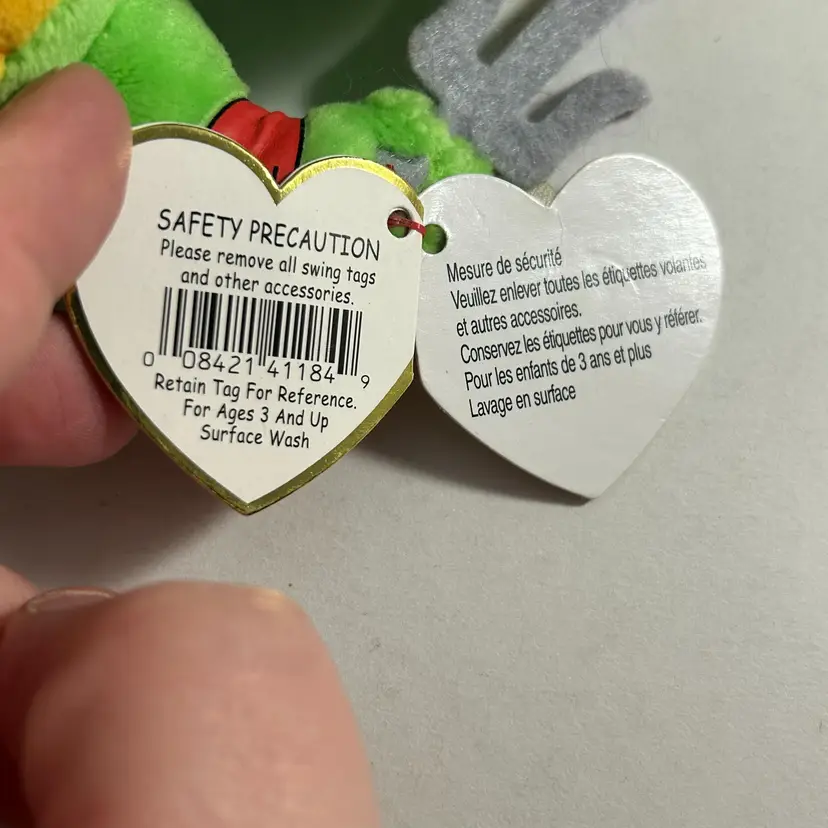 SAFETY PRECAUTION
Please remove all swing tags
and other accessories.
0 08421 41184 9
Retain Tag For Reference.
For Ages 3 And Up
Surface Wash
Mesure de sécurité
Veuillez enlever toutes les étiquettes volantes
et autres accessoires.
Conservez les étiquettes pour vous y référer.
Pour les enfants de 3 ans et plus
Lavage en surface